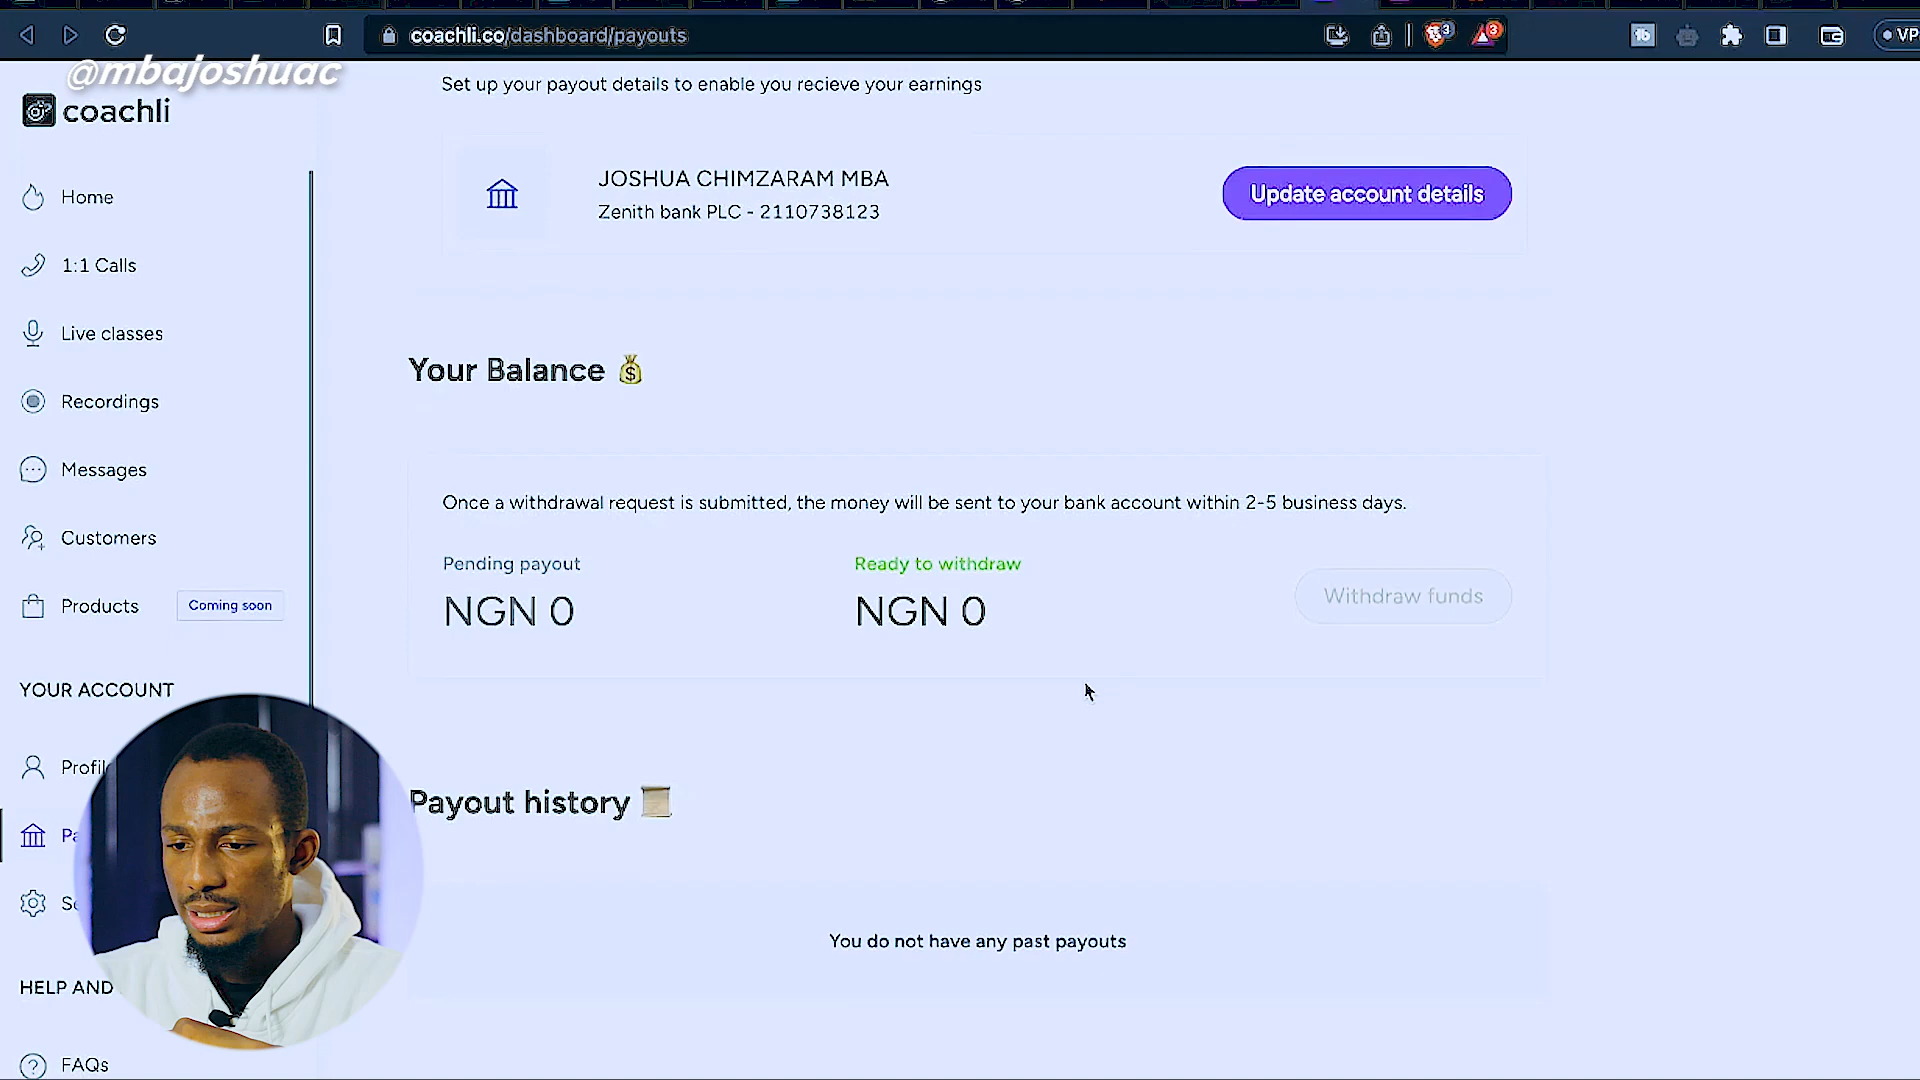 coachli.co/dashboard/payouts
3
3
VP
@mbajoshuac
coachli
Set up your payout details to enable you recieve your earnings
JOSHUA CHIMZARAM MBA
Zenith bank PLC - 2110738123
Update account details
Home
1:1 Calls
Live classes
Recordings
Messages
Customers
Products
Coming soon
YOUR ACCOUNT
Your Balance
Once a withdrawal request is submitted, the money will be sent to your bank account within 2-5 business days.
Pending payout
NGN 0
Ready to withdraw
NGN 0
Withdraw funds
Payout history
You do not have any past payouts
HELP AND
FAQs